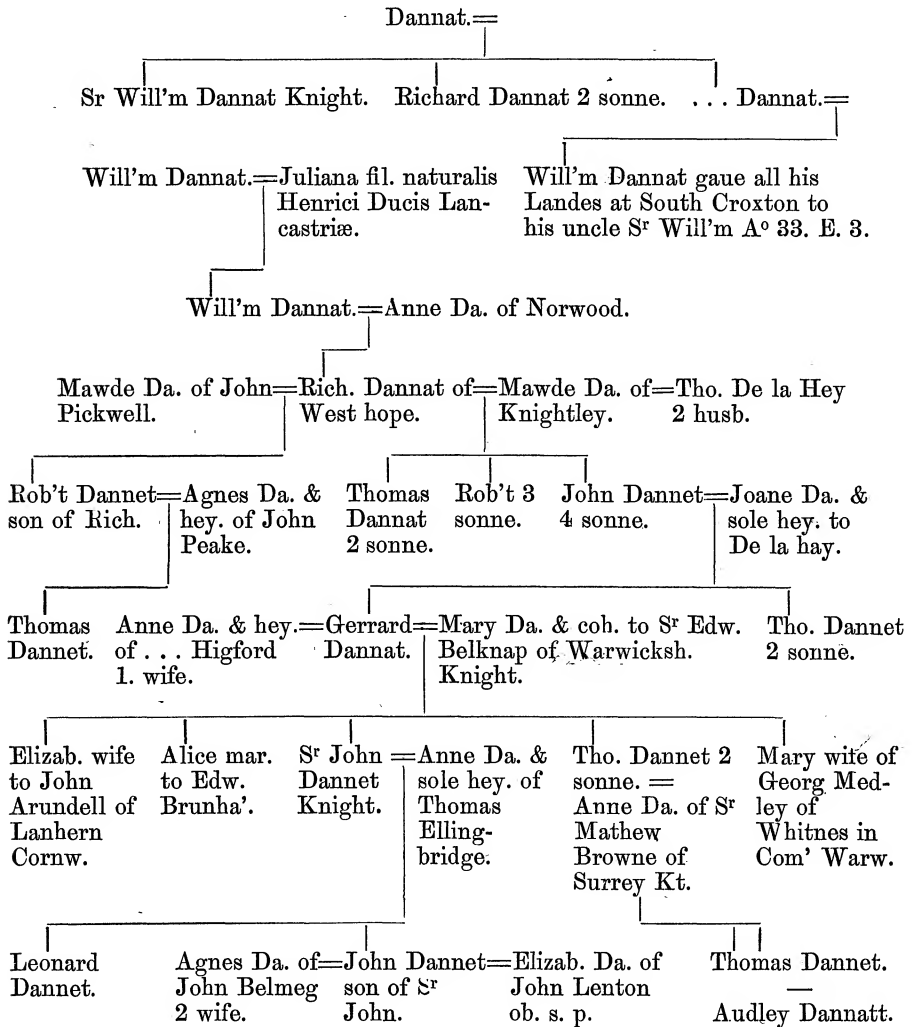 Dannat.=
Sr Will'm Dannat Knight. Richard Dannat 2 sonne. . . . Dannat.=
Will'm Dannat.=Juliana fil. naturalis
Henrici Ducis Lan-
castriæ.
Will'm Dannat gaue all his
Landes at South Croxton to
his uncle Sr Will'm Ao 33. E. 3.
Will'm Dannat.=Anne Da. of Norwood.
Mawde Da. of John=Rich. Dannat of=Mawde Da. of=Tho. De la Hey
Pickwell. West hope. Knightley. 2 husb.
Rob't Dannet=Agnes Da. &
son of Rich. hey. of John
Peake.
Thomas
Dannat
2 sonne.
Rob't 3
sonne.
John Dannet=Joane Da. &
4 sonne. sole hey. to
De la hay.
Thomas
Dannet.
Anne Da. & hey.=Gerrard=Mary Da. & coh. to Sr Edw.
of . . . Higford Dannat. Belknap of Warwicksh.
1. wife. Knight.
Tho. Dannet
2 sonne.
Elizab. wife
to John
Arundell of
Lanhern
Cornw.
Alice mar.
to Edw.
Brunha'.
Sr John =Anne Da. &
Dannet sole hey. of
Knight. Thomas
Elling-
bridge.
Tho. Dannet 2
sonne. =
Anne Da. of Sr
Mathew
Browne of
Surrey Kt.
Mary wife of
Georg Med-
ley of
Whitnes in
Com' Warw.
Leonard
Dannet.
Agnes Da. of=John Dannet=Elizab. Da. of
John Belmeg son of Sr John Lenton
2 wife. John. ob. s. p.
Thomas Dannet.
—
Audley Dannatt.